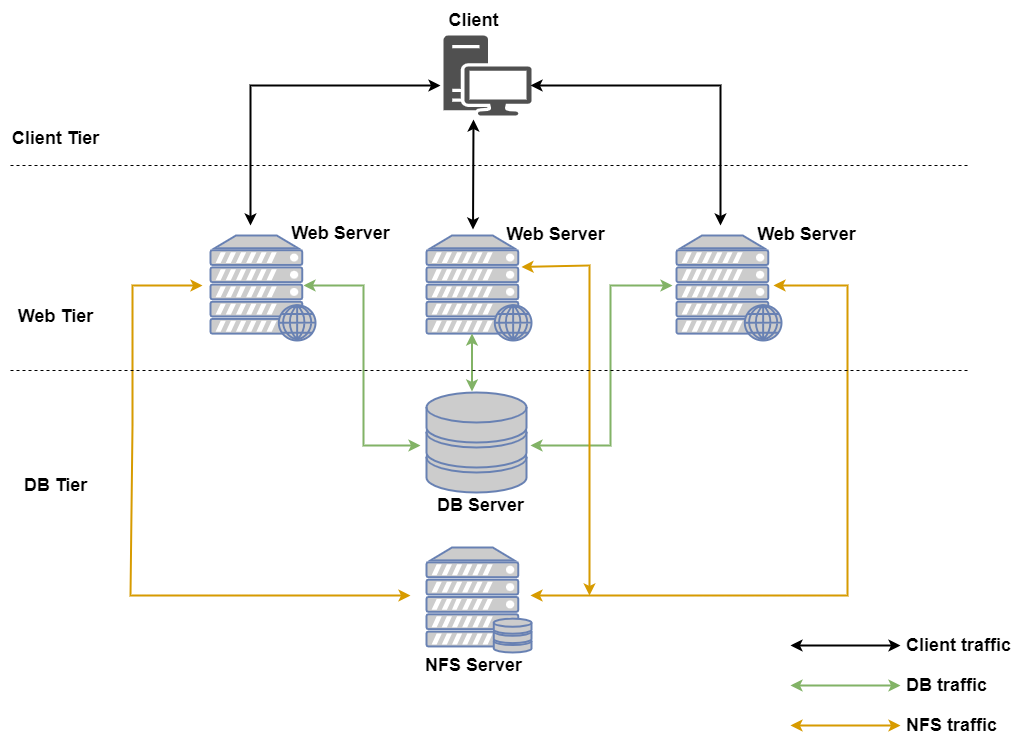 Client
Client Tier
Web Server
Web Server
Web Server
Web Tier
DB Tier
DB Server
NFS Server
Client traffic
DB traffic
NFS traffic